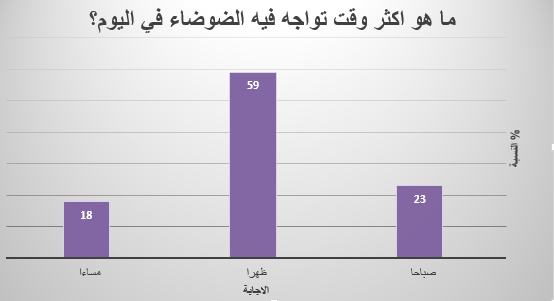 ما هو اكثر وقت تواجه فيه الضوضاء في اليوم؟
% النسبة
23
59
18
صباحا
ظهرا
مساءا
الاجابة